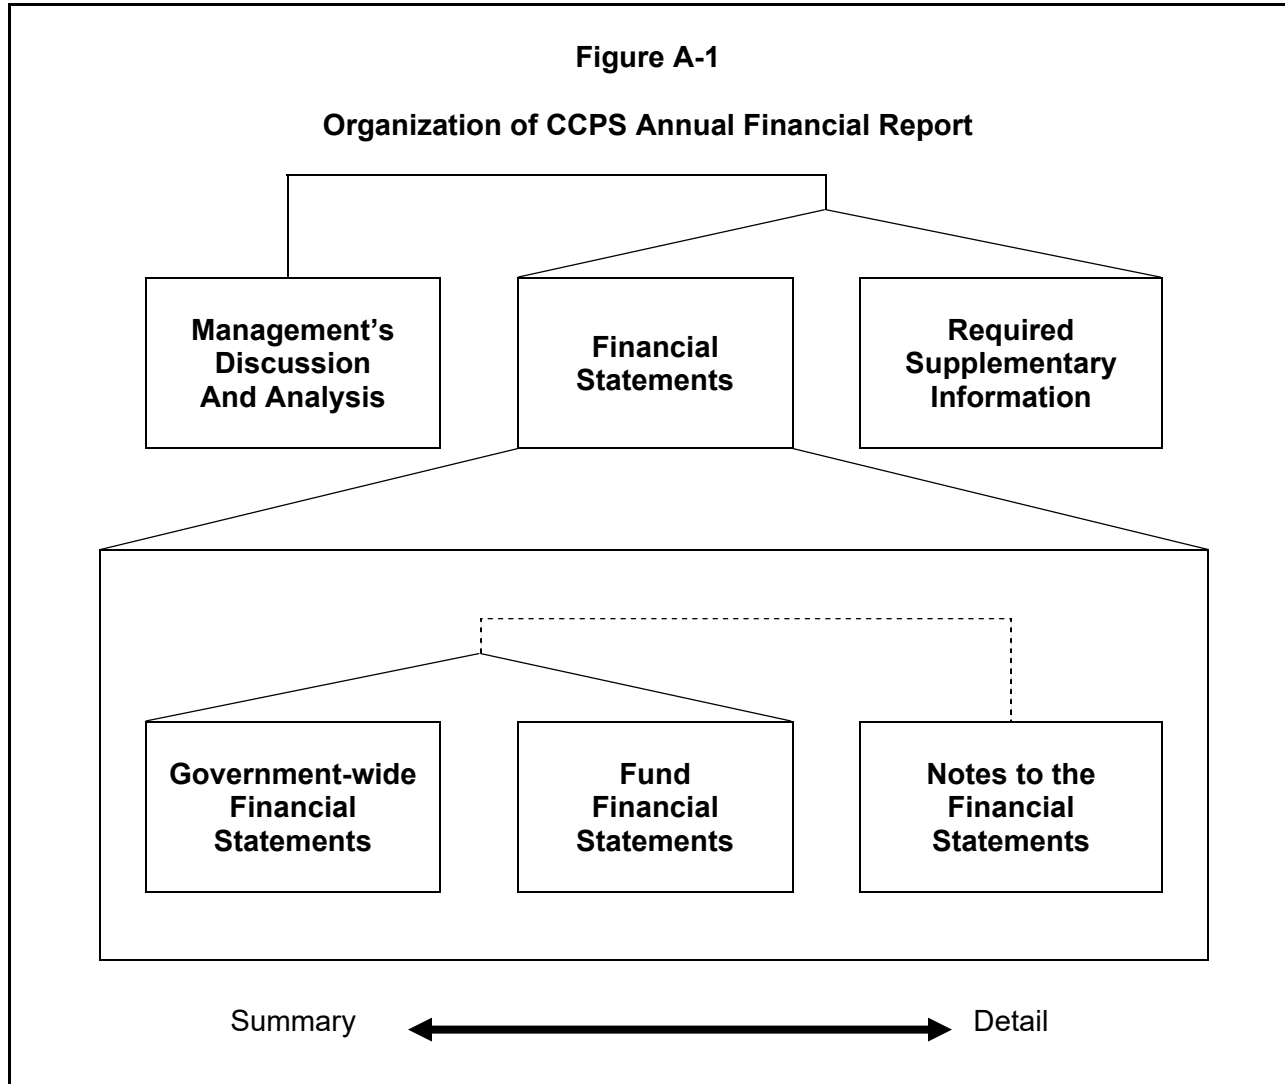 Figure A-1
Organization of CCPS Annual Financial Report
Management’s
Discussion
And Analysis
Financial
Statements
Required
Supplementary
Information
Government-wide
Financial
Statements
Fund
Financial
Statements
Notes to the
Financial
Statements
Summary
Detail